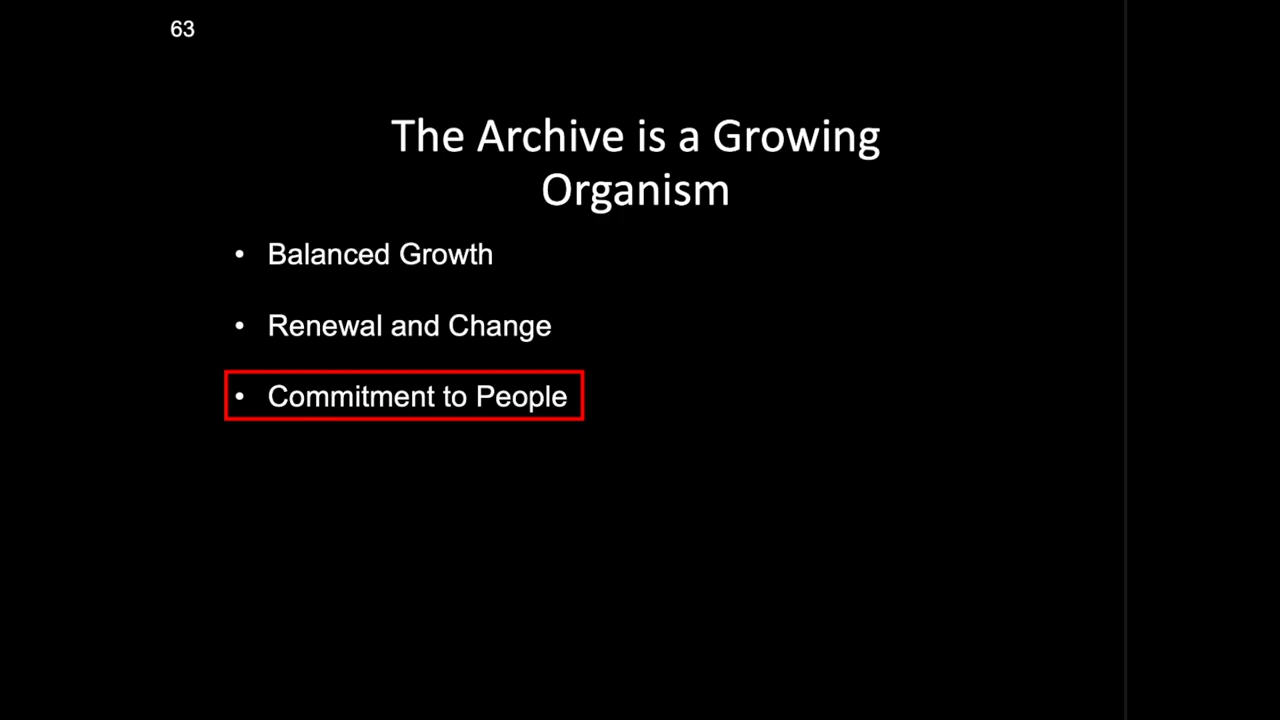 63
The Archive is a Growing
Organism
• Balanced Growth
• Renewal and Change
• Commitment to People